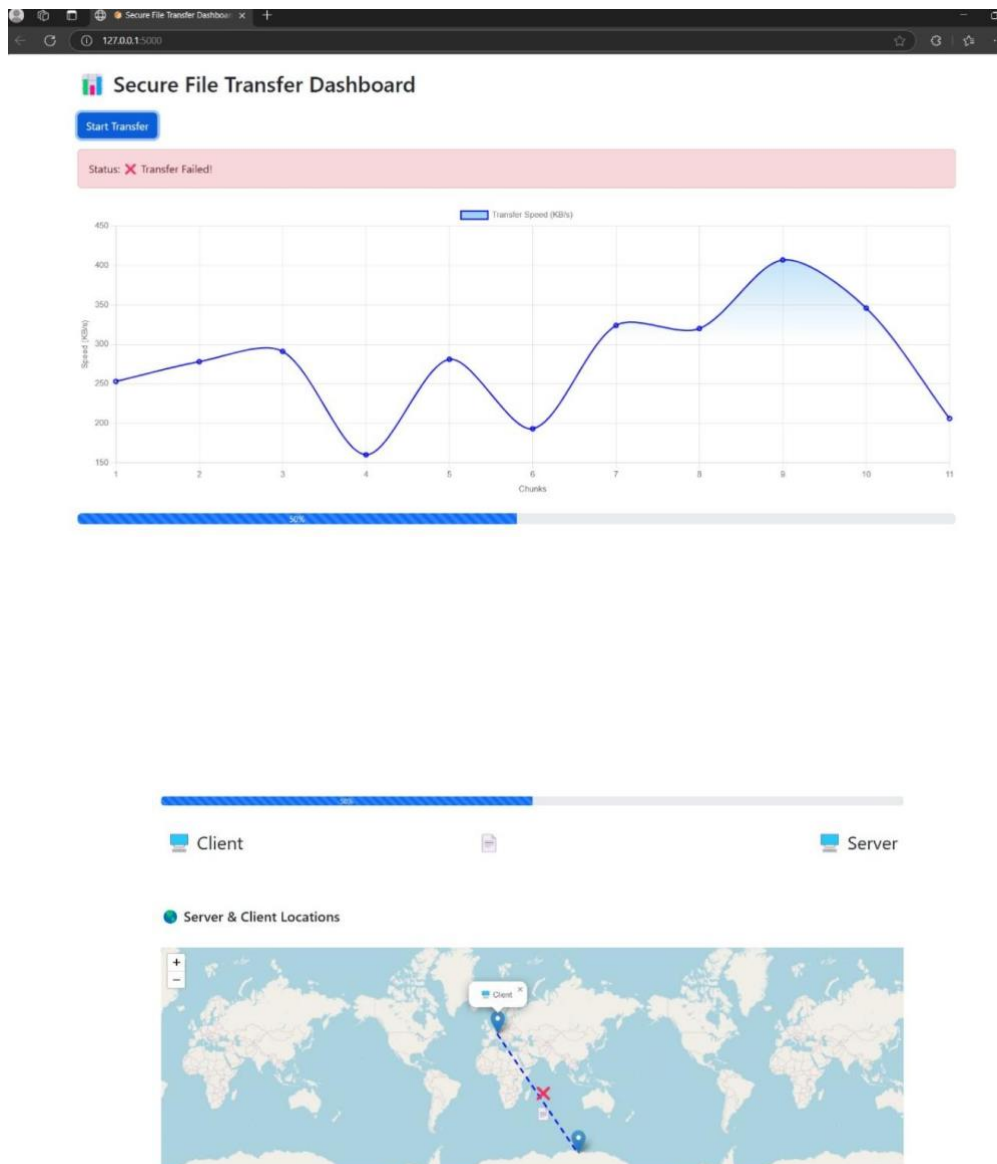 Secure File Transfer Dashboar
127.0.0.1:5000
Secure File Transfer Dashboard
Start Transfer
Status: ❌ Transfer Failed!
Transfer Speed (KB/s)
450
400
350
300
250
200
150
Speed (KB/s)
1 2 3 4 5 6 7 8 9 10 11
Chunks
50%
50%
Client
Server
Server & Client Locations
+
−
Client ×